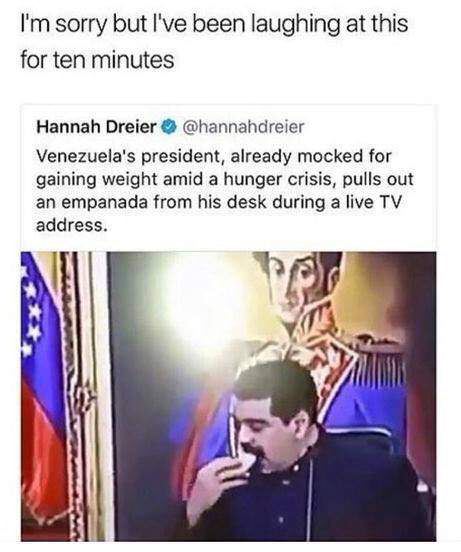 I'm sorry but I've been laughing at this
for ten minutes
Hannah Dreier @hannahdreier
Venezuela's president, already mocked for
gaining weight amid a hunger crisis, pulls out
an empanada from his desk during a live TV
address.